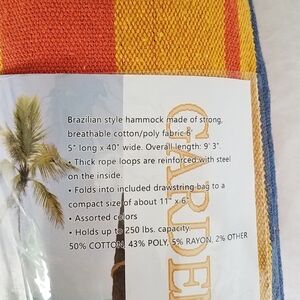 Brazilian style hammock made of strong,
breathable cotton/poly fabric 6'
5" long x 40" wide. Overall length: 9' 3".
• Thick rope loops are reinforced with steel
on the inside.
• Folds into included drawstring bag to a
compact size of about 11" x 6"
• Assorted colors
• Holds up to 250 lbs. capacity
50% COTTON, 43% POLY, 5% RAYON, 2% OTHER
GARDE